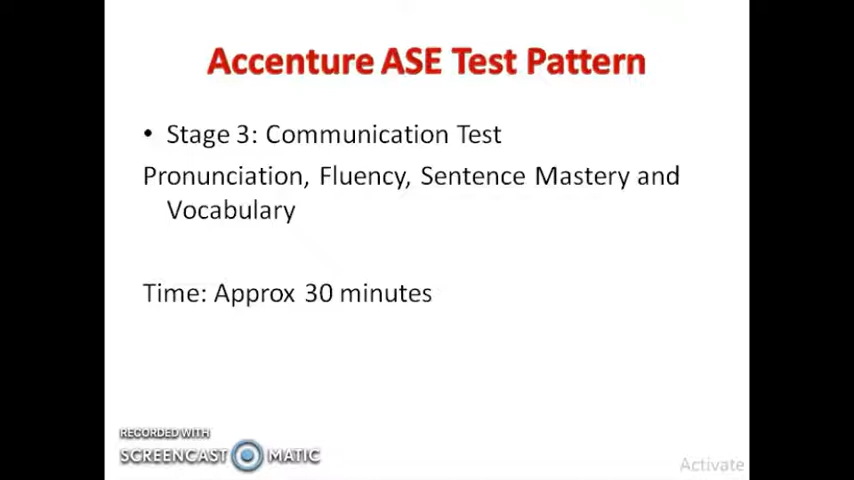 Accenture ASE Test Pattern
• Stage 3: Communication Test
Pronunciation, Fluency, Sentence Mastery and
Vocabulary
Time: Approx 30 minutes
RECORDED WITH
SCREENCAST MATIC
Activate